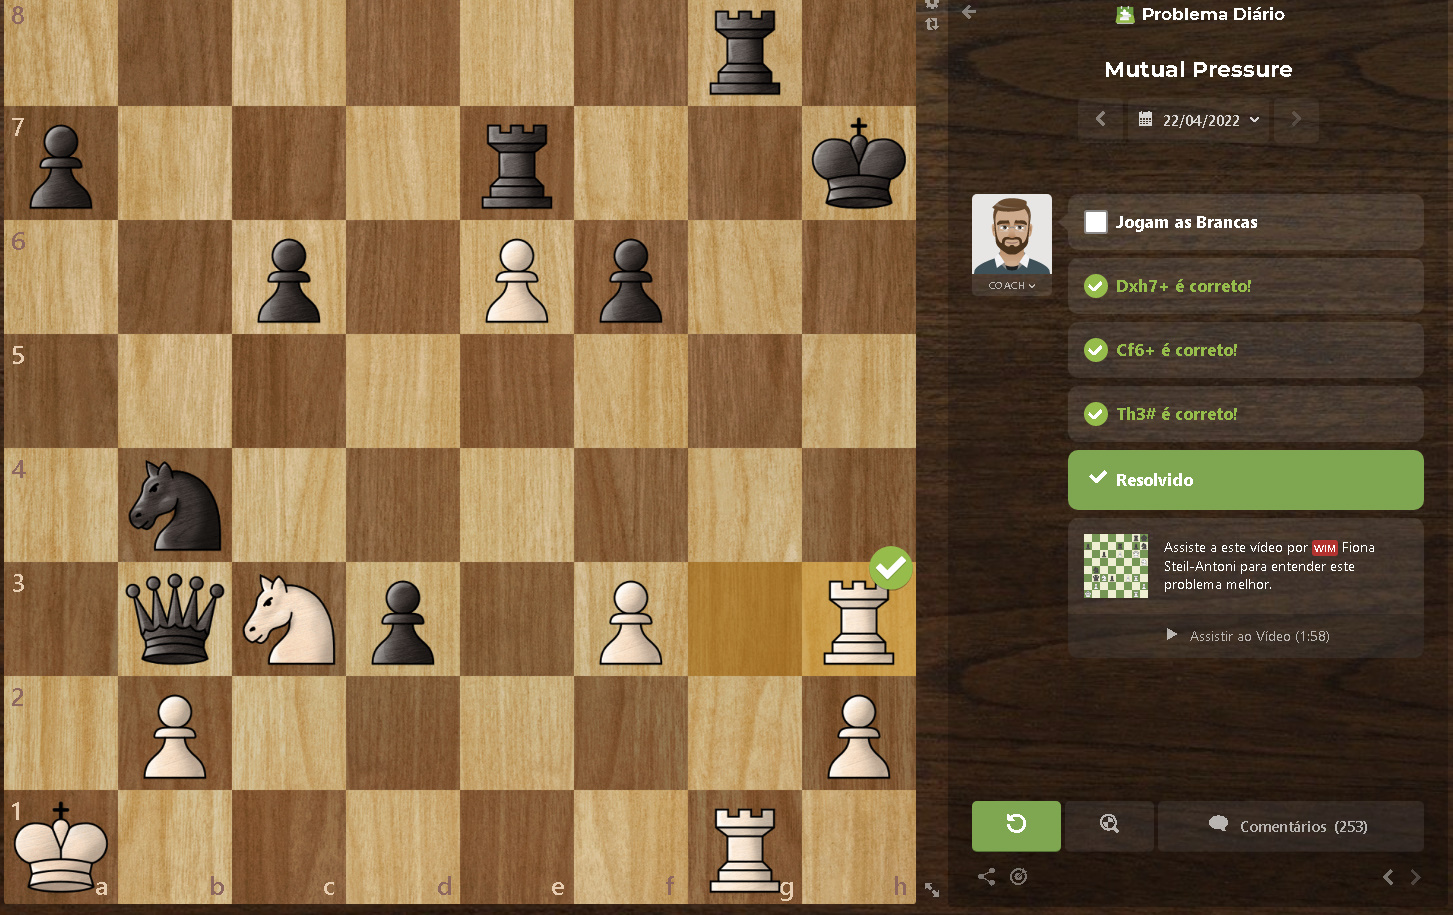 8
7
6
5
4
3
2
1
a
b
c
d
e
f
g
h
Problema Diário
Mutual Pressure
22/04/2022
COACH
Jogam as Brancas
Dxh7+ é correto!
Cf6+ é correto!
Th3# é correto!
Resolvido
Assiste a este vídeo por WIM Fiona
Steil-Antoni para entender este
problema melhor.
Assistir ao Vídeo (1:58)
Comentários (253)